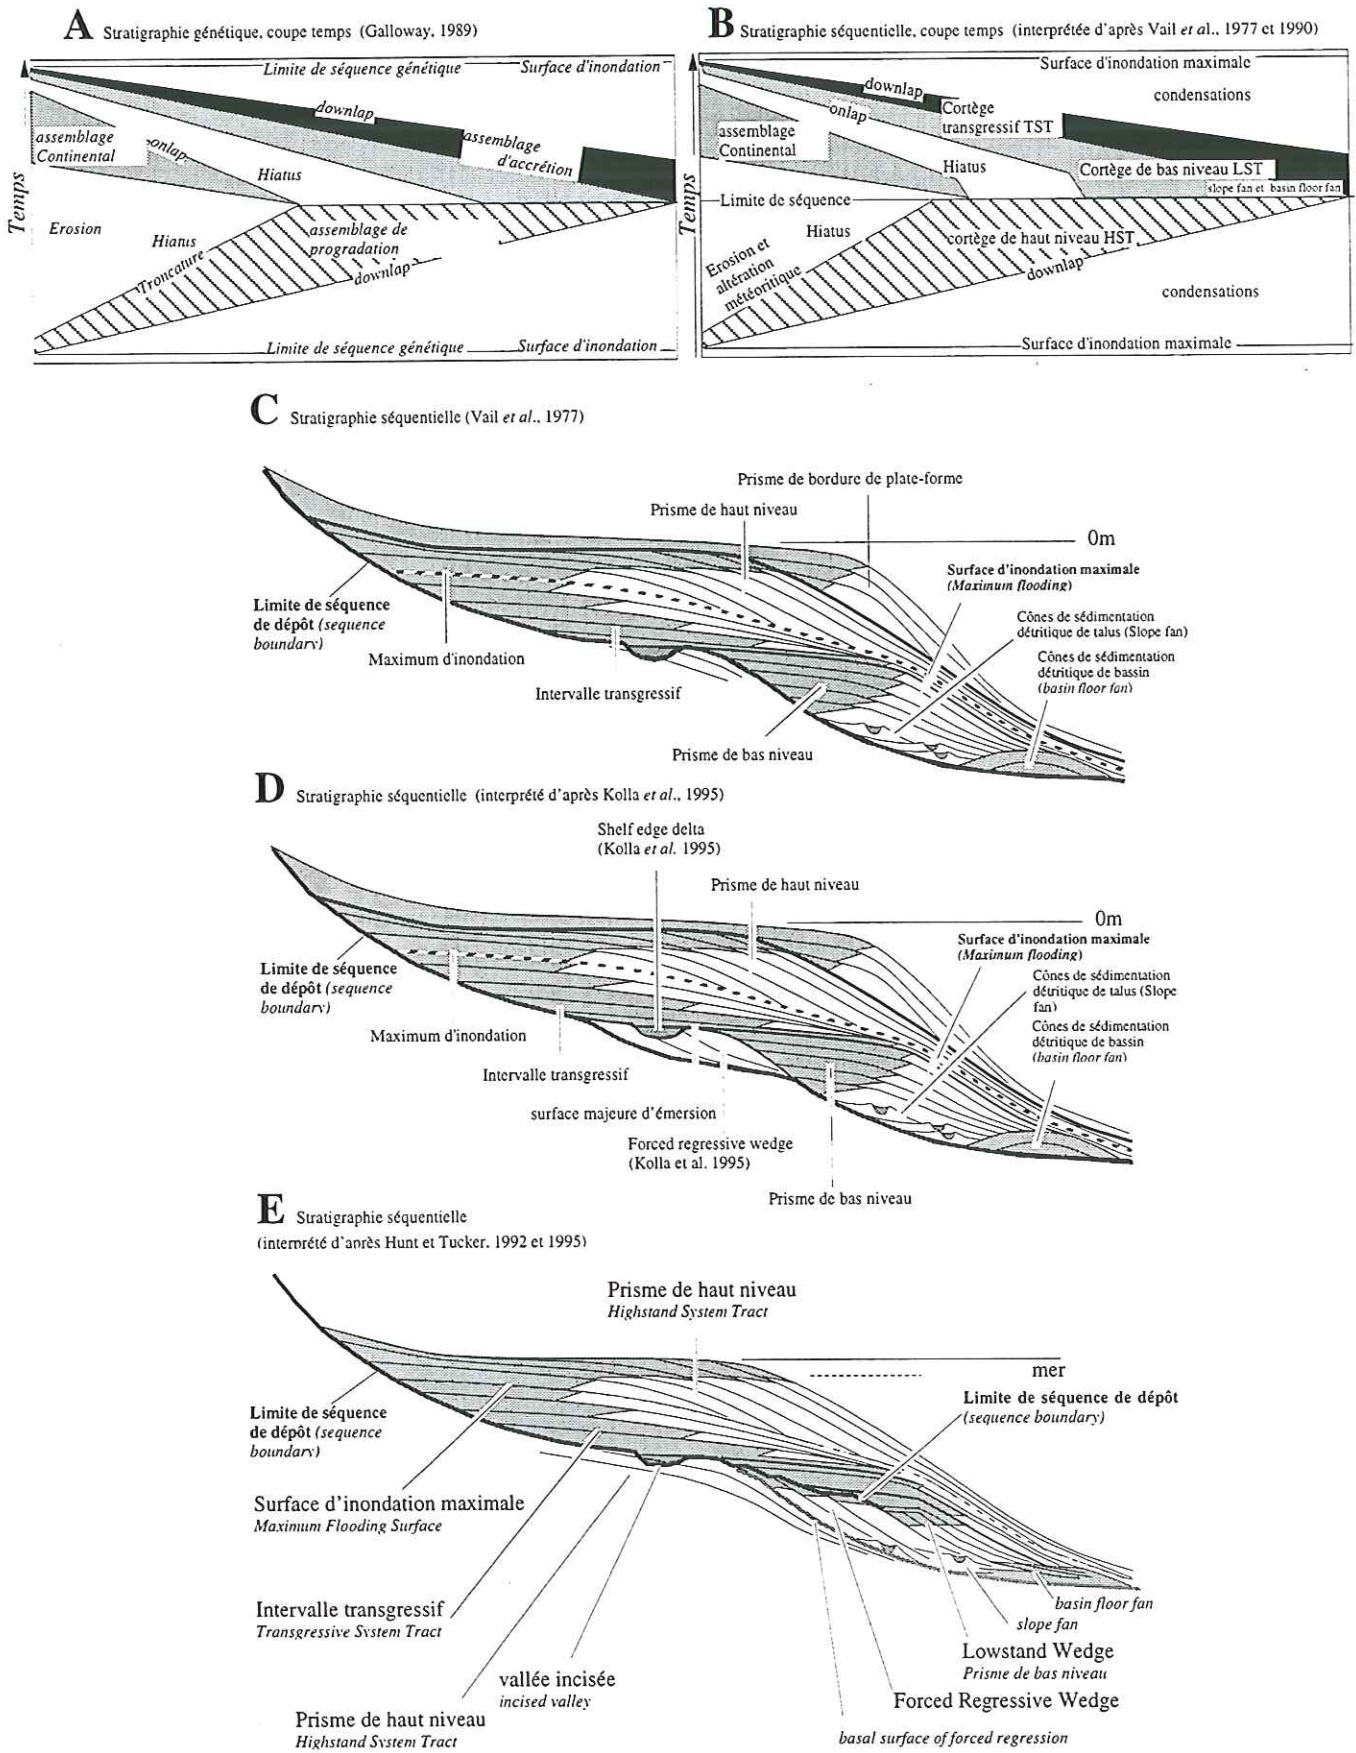 A Stratigraphie génétique, coupe temps (Galloway, 1989)
Limite de séquence génétique
Surface d'inondation
downlap
assemblage
Continental
onlap
assemblage
d'accrétion
Hiatus
Temps
Erosion
Hiatus
Troncature
assemblage de
progradation
downlap
Limite de séquence génétique
Surface d'inondation
B Stratigraphie séquentielle, coupe temps (interprétée d'après Vail et al., 1977 et 1990)
Surface d'inondation maximale
downlap
condensations
onlap
Cortège
transgressif TST
assemblage
Continental
Hiatus
Cortège de bas niveau LST
slope fan et basin floor fan
Temps
Limite de séquence
Hiatus
cortège de haut niveau HST
Erosion et
altération
météoritique
downlap
condensations
Surface d'inondation maximale
C Stratigraphie séquentielle (Vail et al., 1977)
Prisme de bordure de plate-forme
Prisme de haut niveau
0m
Surface d'inondation maximale
(Maximum flooding)
Limite de séquence
de dépôt (sequence
boundary)
Cônes de sédimentation
détritique de talus (Slope fan)
Maximum d'inondation
Cônes de sédimentation
détritique de bassin
(basin floor fan)
Intervalle transgressif
Prisme de bas niveau
D Stratigraphie séquentielle (interprété d'après Kolla et al., 1995)
Shelf edge delta
(Kolla et al. 1995)
Prisme de haut niveau
0m
Surface d'inondation maximale
(Maximum flooding)
Limite de séquence
de dépôt (sequence
boundary)
Cônes de sédimentation
détritique de talus (Slope
fan)
Maximum d'inondation
Cônes de sédimentation
détritique de bassin
(basin floor fan)
Intervalle transgressif
surface majeure d'émersion
Forced regressive wedge
(Kolla et al. 1995)
Prisme de bas niveau
E Stratigraphie séquentielle
(interprété d'après Hunt et Tucker, 1992 et 1995)
Prisme de haut niveau
Highstand System Tract
mer
Limite de séquence de dépôt
(sequence boundary)
Limite de séquence
de dépôt (sequence
boundary)
Surface d'inondation maximale
Maximum Flooding Surface
Intervalle transgressif
Transgressive System Tract
basin floor fan
slope fan
Lowstand Wedge
Prisme de bas niveau
vallée incisée
incised valley
Forced Regressive Wedge
Prisme de haut niveau
Highstand System Tract
basal surface of forced regression